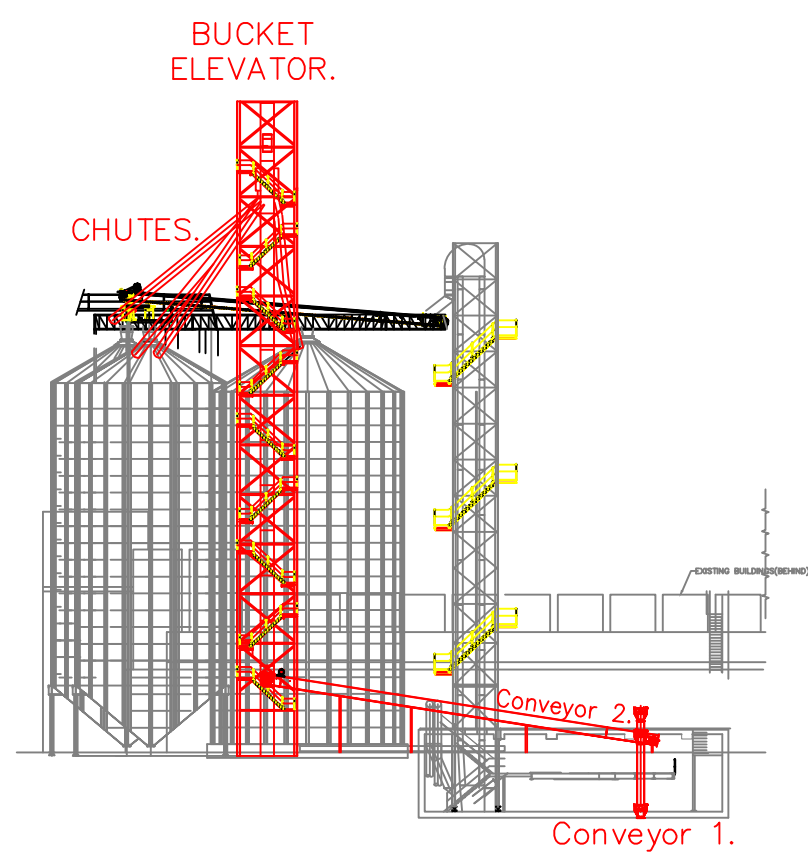 BUCKET
ELEVATOR.
CHUTES.
EXISTING BUILDINGS(BEHIND)
Conveyor 2.
Conveyor 1.